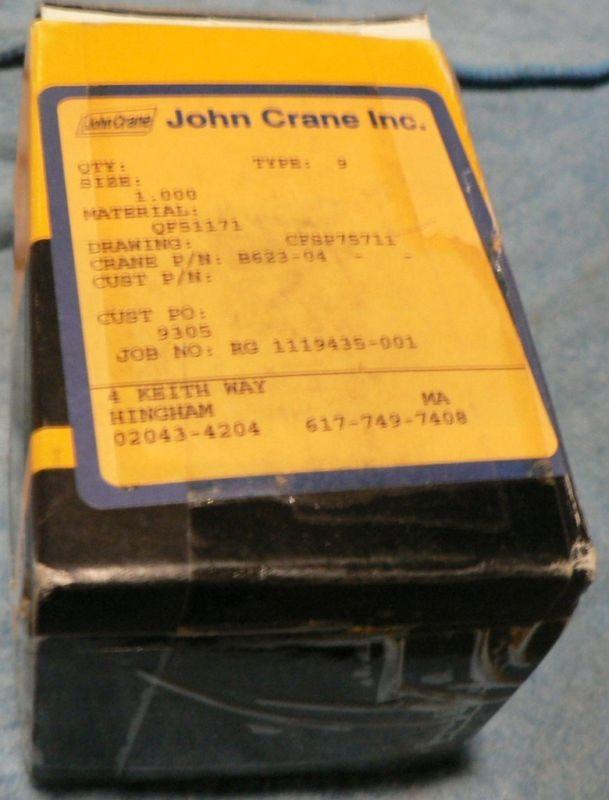 John Crane John Crane Inc.
QTY: TYPE: 9
SIZE:
1.000
MATERIAL:
QF51171
DRAWING: CFSP75711
CRANE P/N: B623-04 - -
CUST P/N:
CUST PO:
9305
JOB NO: RG 1119435-001
4 KEITH WAY
HINGHAM MA
02043-4204 617-749-7408